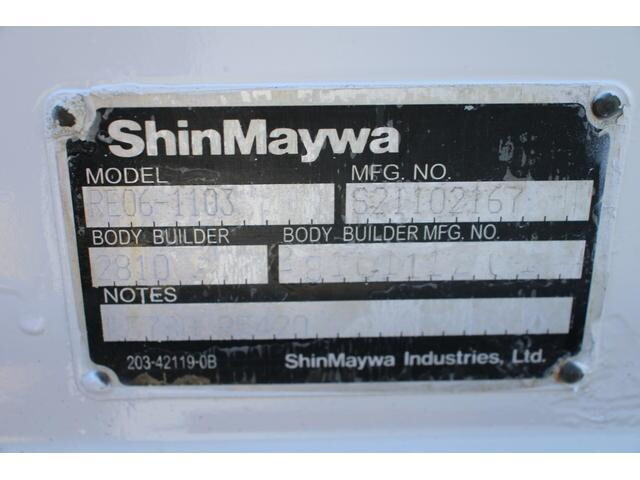 ShinMaywa
MODEL MFG. NO.
RE06-1103 S21102167
BODY BUILDER BODY BUILDER MFG. NO.
2810
NOTES
203-42119-0B ShinMaywa Industries, Ltd.